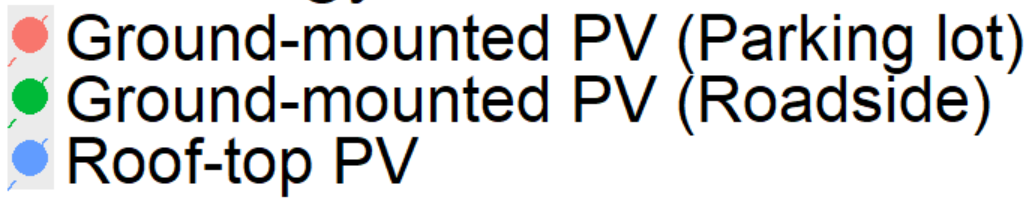 Ground-mounted PV (Parking lot)
Ground-mounted PV (Roadside)
Roof-top PV